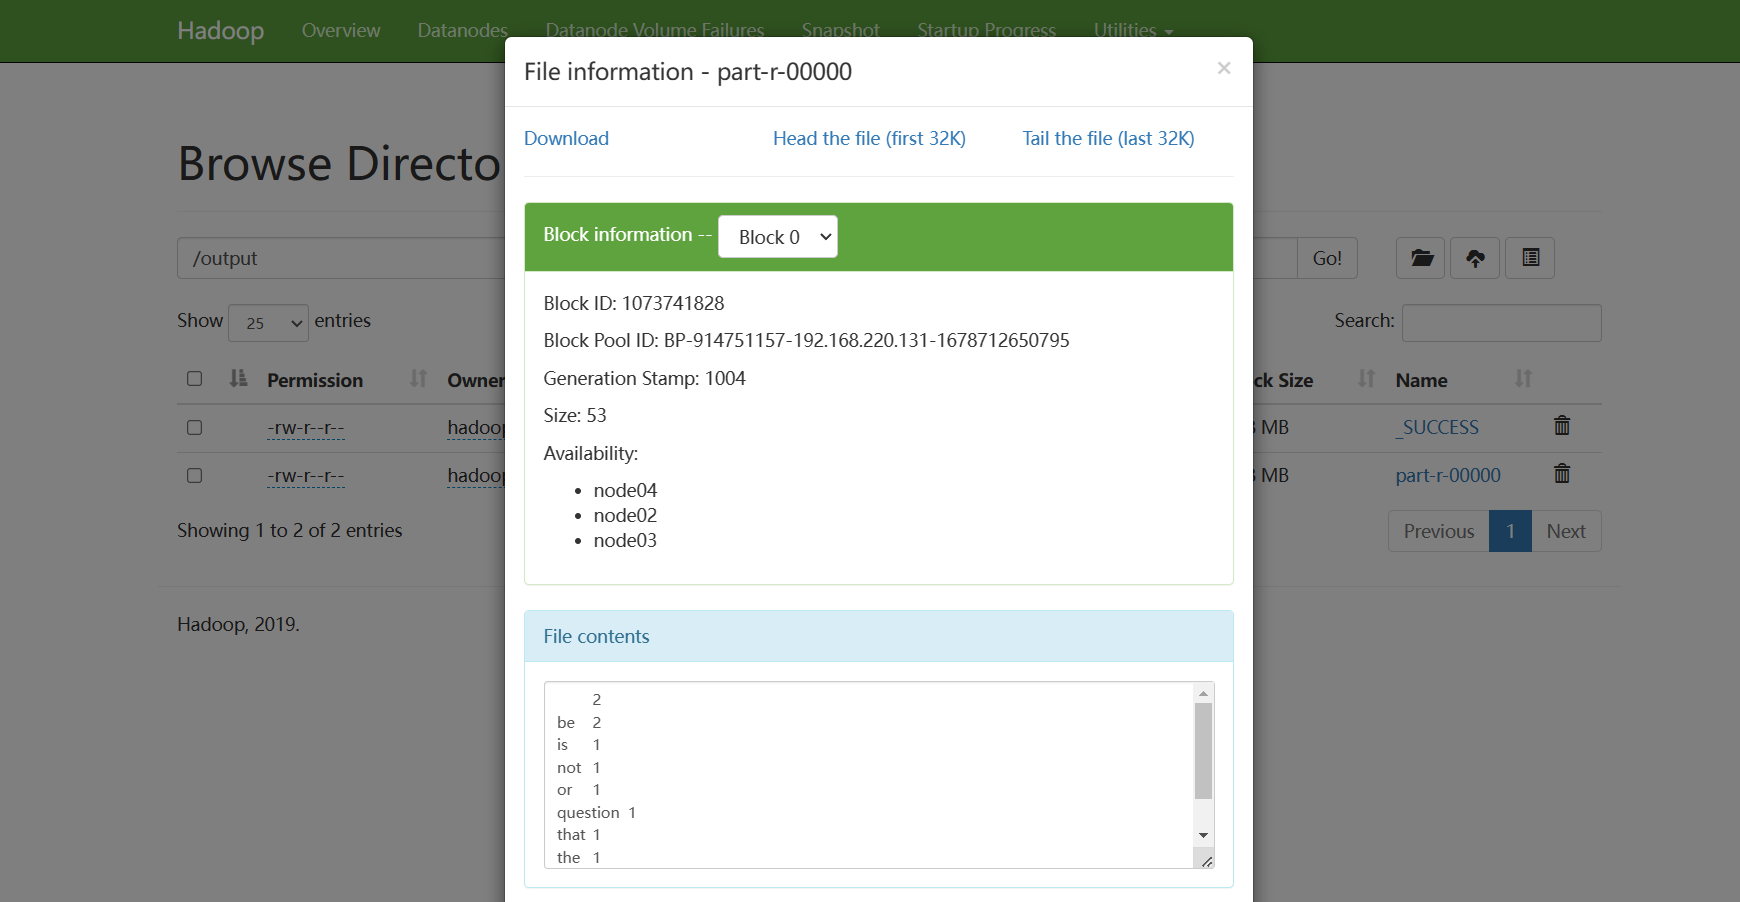 Hadoop Overview Datanodes Datanode Volume Failures Snapshot Startup Progress Utilities
File information - part-r-00000 ×
Download Head the file (first 32K) Tail the file (last 32K)
Browse Directo
Block information -- Block 0
/output Go!
Block ID: 1073741828
Show 25 entries Search:
Block Pool ID: BP-914751157-192.168.220.131-1678712650795
Permission Owner ck Size Name
Generation Stamp: 1004
Size: 53
-rw-r--r-- hadoop MB _SUCCESS
Availability:
-rw-r--r-- hadoop MB part-r-00000
node04
node02
node03
Showing 1 to 2 of 2 entries Previous 1 Next
Hadoop, 2019.
File contents
2
be 2
is 1
not 1
or 1
question 1
that 1
the 1